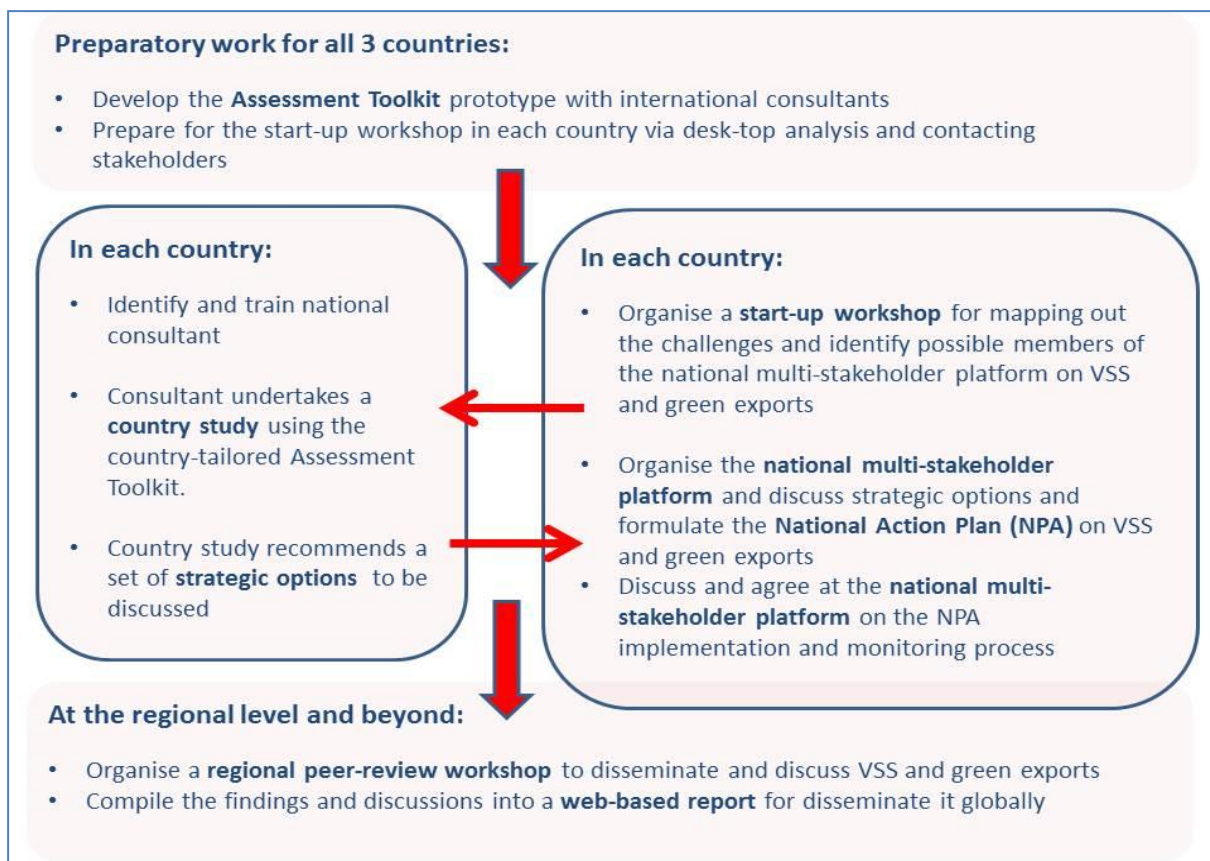 Preparatory work for all 3 countries:
• Develop the Assessment Toolkit prototype with international consultants
• Prepare for the start-up workshop in each country via desk-top analysis and contacting
stakeholders
In each country:
• Identify and train national
consultant
• Consultant undertakes a
country study using the
country-tailored Assessment
Toolkit.
• Country study recommends a
set of strategic options to be
discussed
In each country:
• Organise a start-up workshop for mapping out
the challenges and identify possible members of
the national multi-stakeholder platform on VSS
and green exports
• Organise the national multi-stakeholder
platform and discuss strategic options and
formulate the National Action Plan (NPA) on VSS
and green exports
• Discuss and agree at the national multi-
stakeholder platform on the NPA
implementation and monitoring process
At the regional level and beyond:
• Organise a regional peer-review workshop to disseminate and discuss VSS and green exports
• Compile the findings and discussions into a web-based report for disseminate it globally